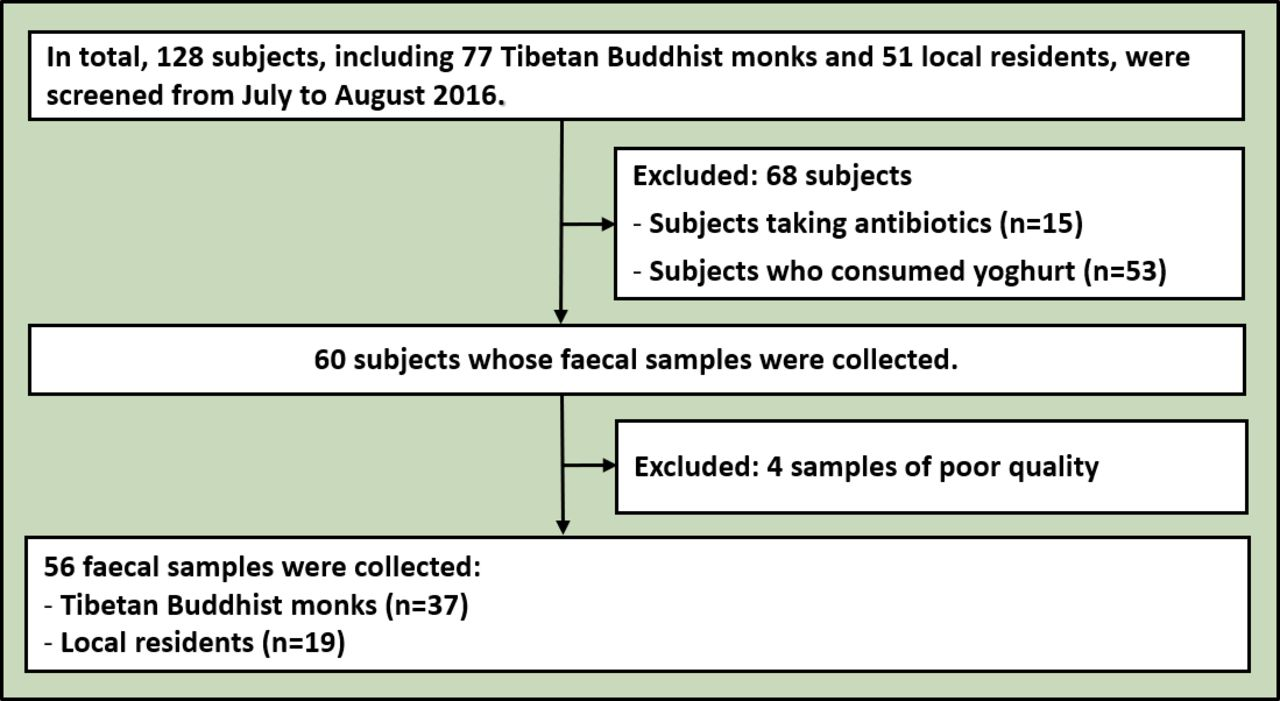 In total, 128 subjects, including 77 Tibetan Buddhist monks and 51 local residents, were
screened from July to August 2016.
Excluded: 68 subjects
- Subjects taking antibiotics (n=15)
- Subjects who consumed yoghurt (n=53)
60 subjects whose faecal samples were collected.
Excluded: 4 samples of poor quality
56 faecal samples were collected:
- Tibetan Buddhist monks (n=37)
- Local residents (n=19)